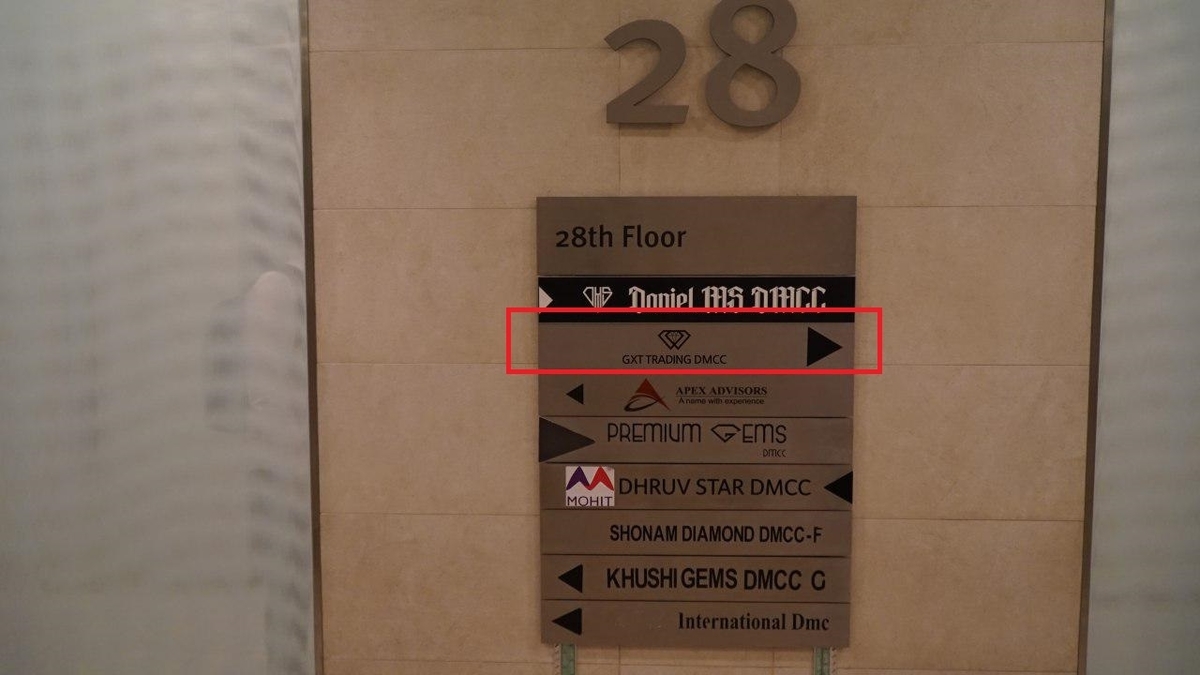 28
28th Floor
DMS Daniel MS DMCC
GXT TRADING DMCC
APEX ADVISORS
A name with experience
PREMIUM GEMS
DMCC
MOHIT
DHRUV STAR DMCC
SHONAM DIAMOND DMCC-F
KHUSHI GEMS DMCC G
International Dmc